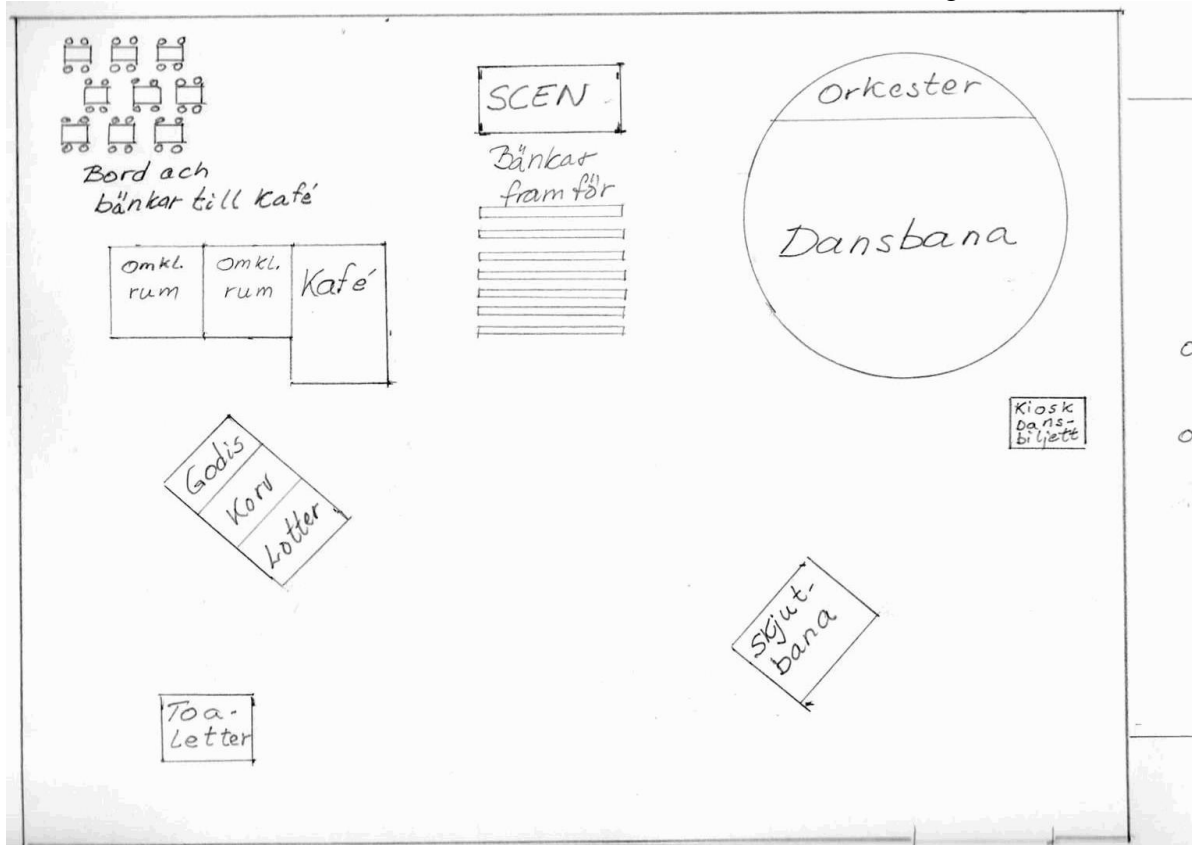 SCEN
Orkester
Bänkar
framför
Bord och
bänkar till Kafé
Dansbana
Omkl.
rum
Omkl.
rum
Kafé
Kiosk
Dans-
biljett
Godis
Korv
Lotter
Skjut-
bana
Toa-
letter